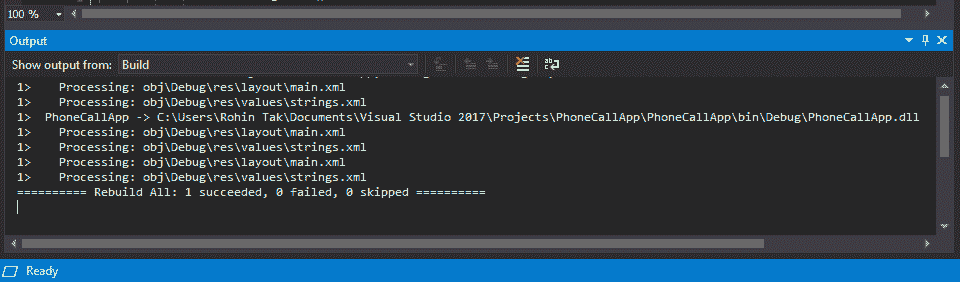 100 %
Output
Show output from: Build
1>    Processing: obj\Debug\res\layout\main.xml
1>    Processing: obj\Debug\res\values\strings.xml
1>  PhoneCallApp -> C:\Users\Rohin Tak\Documents\Visual Studio 2017\Projects\PhoneCallApp\PhoneCallApp\bin\Debug\PhoneCallApp.dll
1>    Processing: obj\Debug\res\layout\main.xml
1>    Processing: obj\Debug\res\values\strings.xml
1>    Processing: obj\Debug\res\layout\main.xml
1>    Processing: obj\Debug\res\values\strings.xml
========== Rebuild All: 1 succeeded, 0 failed, 0 skipped ==========
Ready